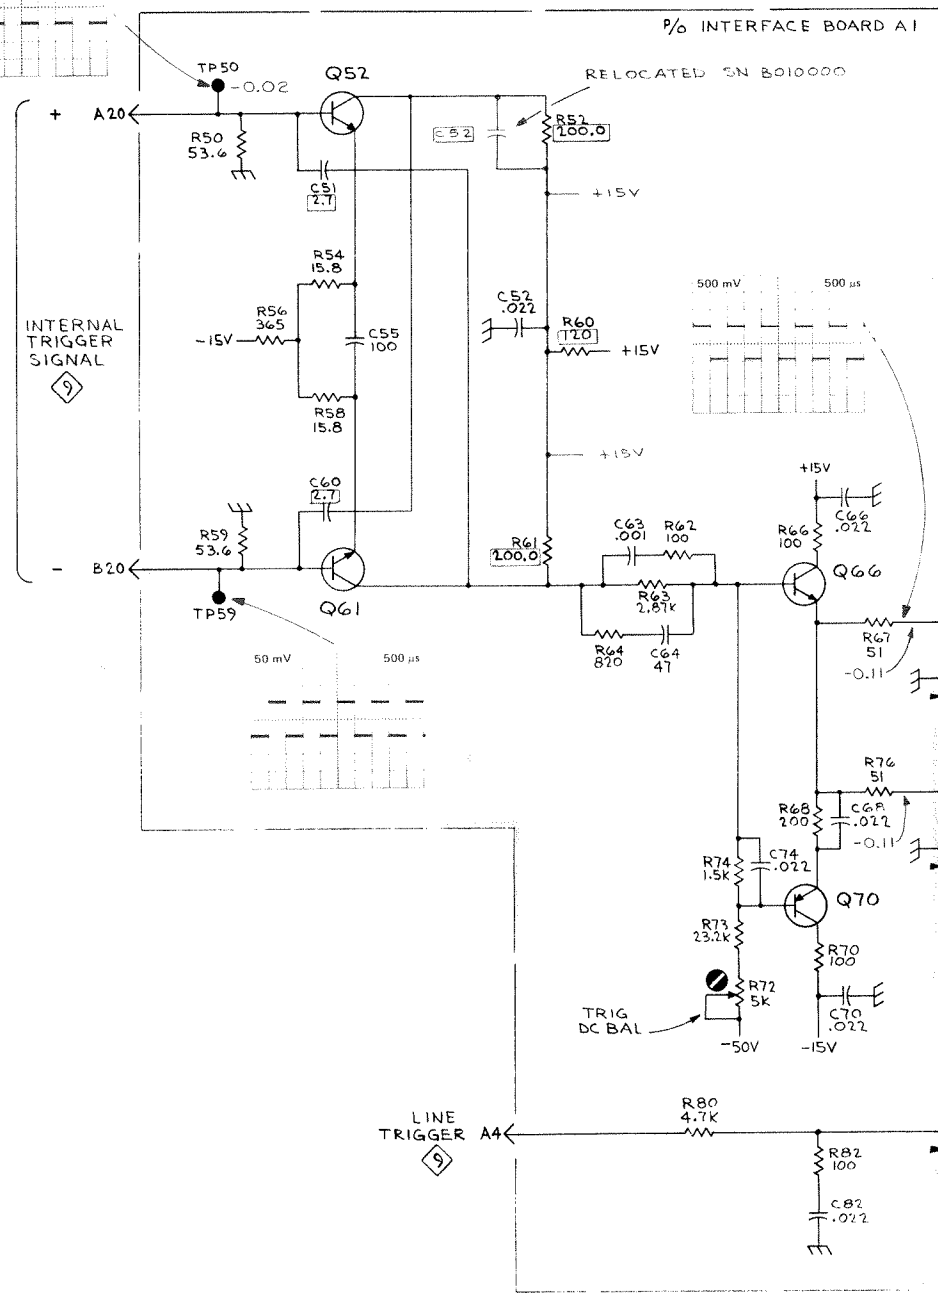 P/O INTERFACE BOARD A1
TP50
-0.02
Q52
RELOCATED SN B010000
+ A20
R50
53.6
C52
R52
200.0
C51
2.7
+15V
R54
15.8
R56
365
-15V
C55
100
C52
.022
R60
120
+15V
500 mV
500 µs
INTERNAL
TRIGGER
SIGNAL
9
R58
15.8
+15V
+15V
C60
2.7
C66
.022
R66
100
R59
53.6
R61
200.0
C63
.001
R62
100
- B20
Q66
TP59
Q61
R63
2.87K
R67
51
-0.11
R64
820
C64
47
50 mV
500 µs
R76
51
R68
200
C68
.022
-0.11
R74
1.5K
C74
.022
Q70
R73
23.2K
R70
100
R72
5K
TRIG
DC BAL
C70
.022
-50V
-15V
R80
4.7K
LINE
TRIGGER A4
9
R82
100
C82
.022